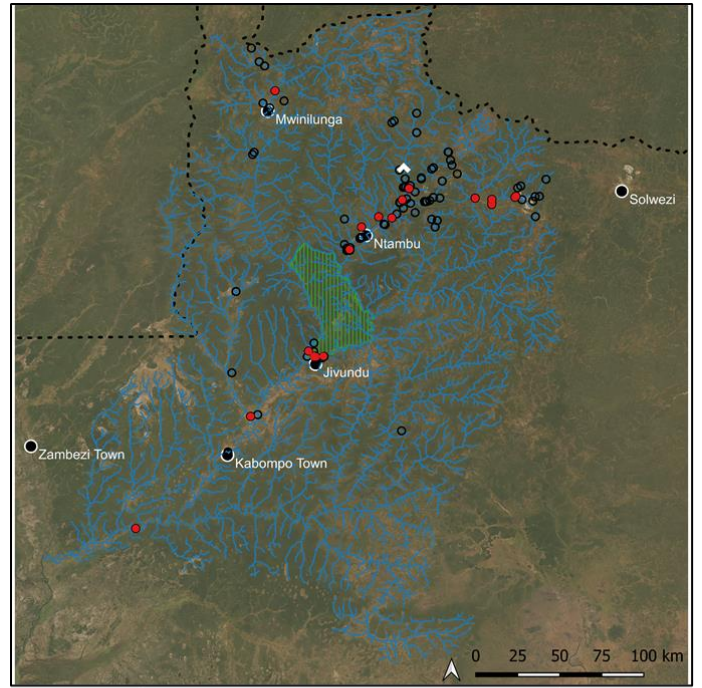 Mwinilunga
Solwezi
Ntambu
Jivundu
Zambezi Town
Kabompo Town
0 25 50 75 100 km